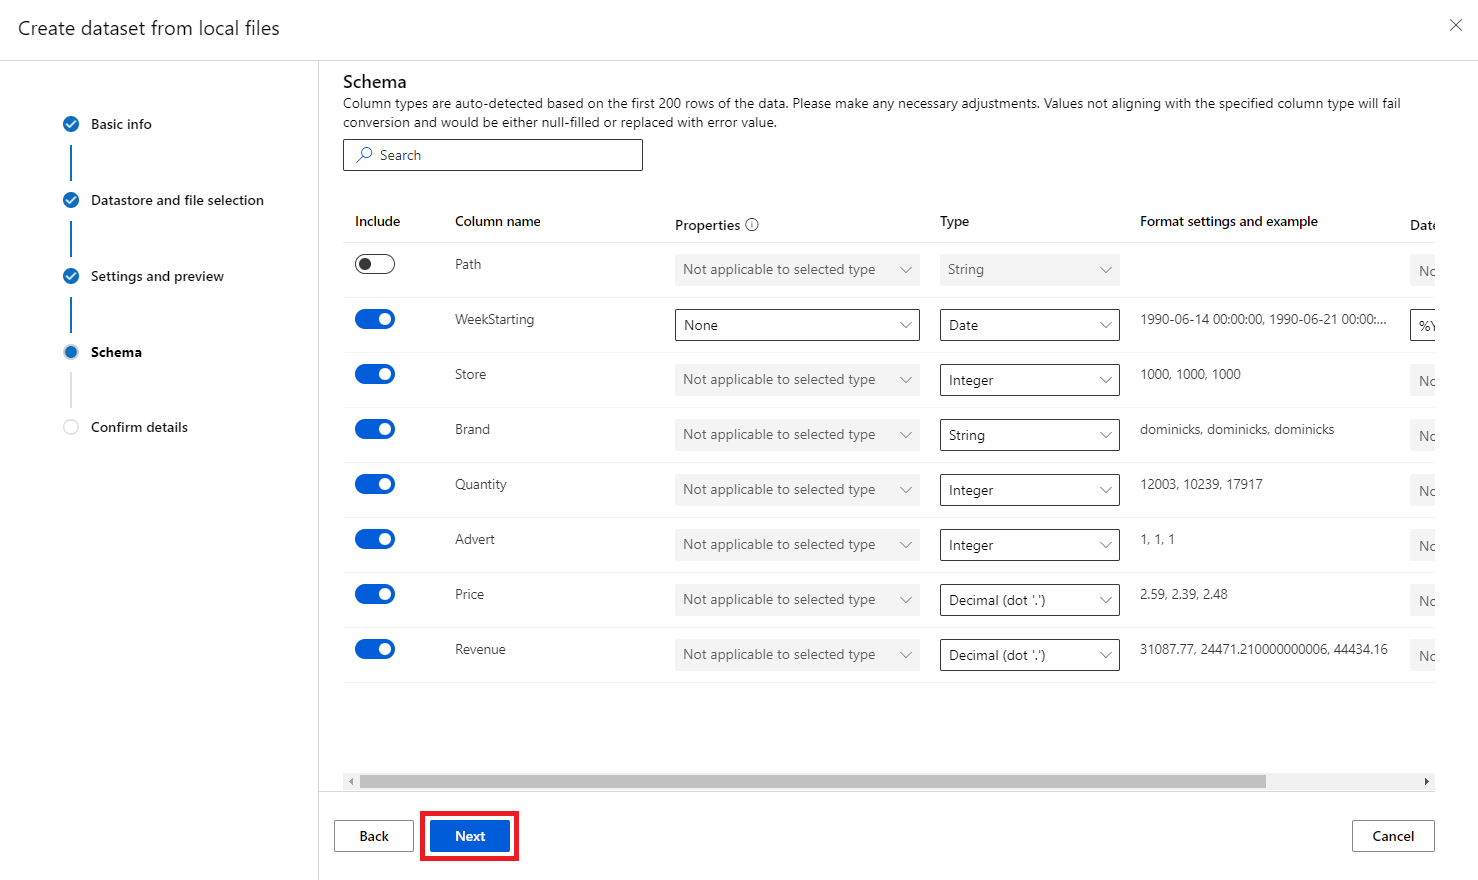 Create dataset from local files
Basic info
Datastore and file selection
Settings and preview
Schema
Confirm details
Schema
Column types are auto-detected based on the first 200 rows of the data. Please make any necessary adjustments. Values not aligning with the specified column type will fail
conversion and would be either null-filled or replaced with error value.
Search
Include Column name Properties Type Format settings and example Date
Path Not applicable to selected type String No
WeekStarting None Date 1990-06-14 00:00:00, 1990-06-21 00:00:... %Y
Store Not applicable to selected type Integer 1000, 1000, 1000 No
Brand Not applicable to selected type String dominicks, dominicks, dominicks No
Quantity Not applicable to selected type Integer 12003, 10239, 17917 No
Advert Not applicable to selected type Integer 1, 1, 1 No
Price Not applicable to selected type Decimal (dot '.') 2.59, 2.39, 2.48 No
Revenue Not applicable to selected type Decimal (dot '.') 31087.77, 24471.210000000006, 44434.16 No
Back Next Cancel